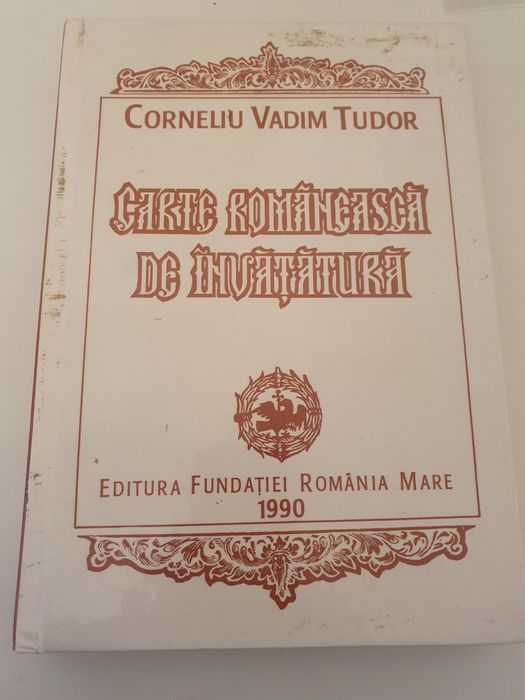 CORNELIU VADIM TUDOR
CARTE ROMÂNEASCĂ
DE ÎNVĂȚĂTURĂ
EDITURA FUNDAȚIEI ROMÂNIA MARE
1990